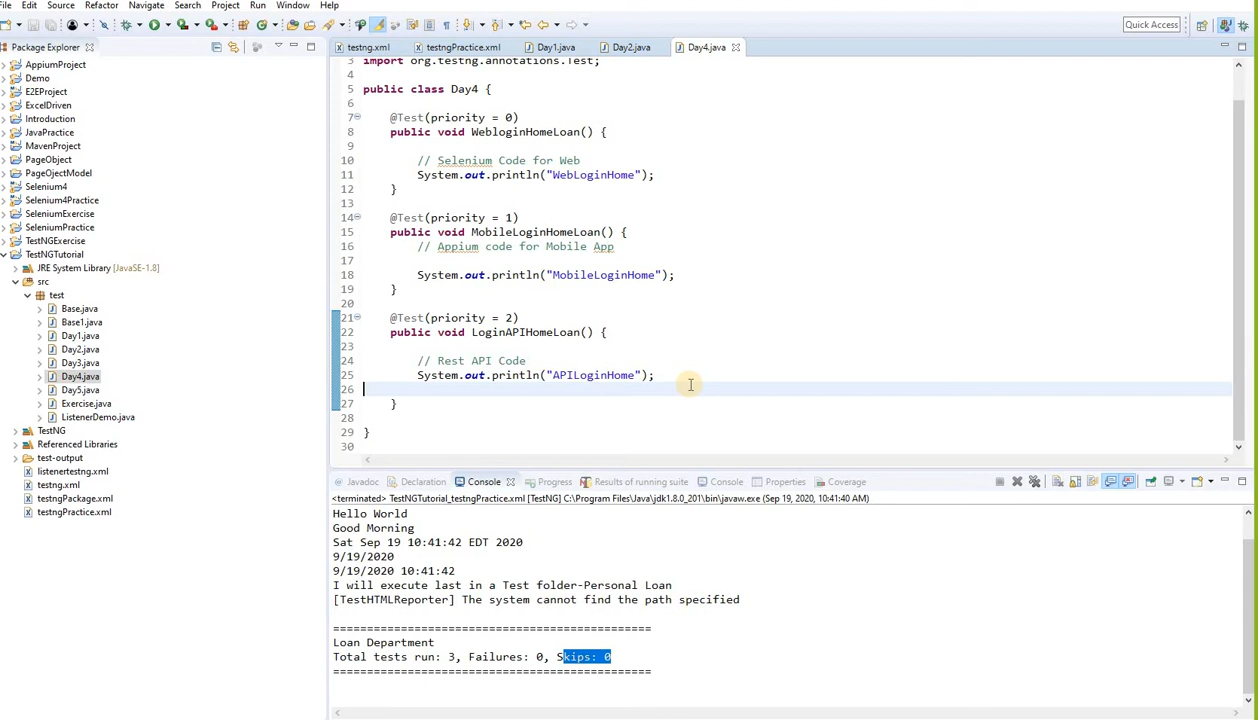 File Edit Source Refactor Navigate Search Project Run Window Help
Quick Access
Package Explorer
testng.xml testngPractice.xml Day1.java Day2.java Day4.java
AppiumProject
Demo
E2EProject
ExcelDriven
Introduction
JavaPractice
MavenProject
PageObject
PageOjectModel
Selenium4
Selenium4Practice
SeleniumExercise
SeleniumPractice
TestNGExercise
TestNGTutorial
JRE System Library [JavaSE-1.8]
src
test
Base.java
Base1.java
Day1.java
Day2.java
Day3.java
Day4.java
Day5.java
Exercise.java
ListenerDemo.java
TestNG
Referenced Libraries
test-output
listenertestng.xml
testng.xml
testngPackage.xml
testngPractice.xml
3 import org.testng.annotations.Test;
4
5 public class Day4 {
6
7 @Test(priority = 0)
8 public void WebloginHomeLoan() {
9
10 // Selenium Code for Web
11 System.out.println("WebLoginHome");
12 }
13
14 @Test(priority = 1)
15 public void MobileLoginHomeLoan() {
16 // Appium code for Mobile App
17
18 System.out.println("MobileLoginHome");
19 }
20
21 @Test(priority = 2)
22 public void LoginAPIHomeLoan() {
23
24 // Rest API Code
25 System.out.println("APILoginHome");
26
27 }
28
29 }
30
Javadoc Declaration Console Progress Results of running suite Console Properties Coverage
<terminated> TestNGTutorial_testngPractice.xml [TestNG] C:\Program Files\Java\jdk1.8.0_201\bin\javaw.exe (Sep 19, 2020, 10:41:40 AM)
Hello World
Good Morning
Sat Sep 19 10:41:42 EDT 2020
9/19/2020
9/19/2020 10:41:42
I will execute last in a Test folder-Personal Loan
[TestHTMLReporter] The system cannot find the path specified
===============================================
Loan Department
Total tests run: 3, Failures: 0, Skips: 0
===============================================